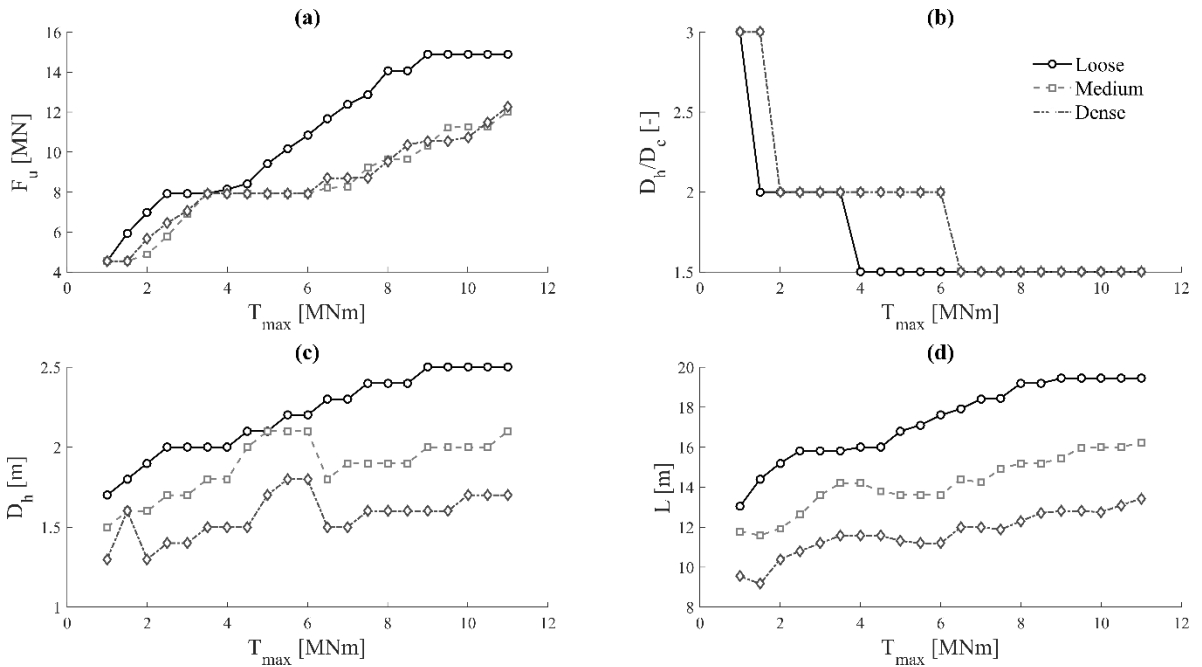 (a)
16
14
12
10
8
6
4
F_u [MN]
0 2 4 6 8 10 12
T_max [MNm]
(b)
3
2.5
2
1.5
D_h/D_c [-]
Loose
Medium
Dense
0 2 4 6 8 10 12
T_max [MNm]
(c)
2.5
2
1.5
1
D_h [m]
0 2 4 6 8 10 12
T_max [MNm]
(d)
20
18
16
14
12
10
8
L [m]
0 2 4 6 8 10 12
T_max [MNm]